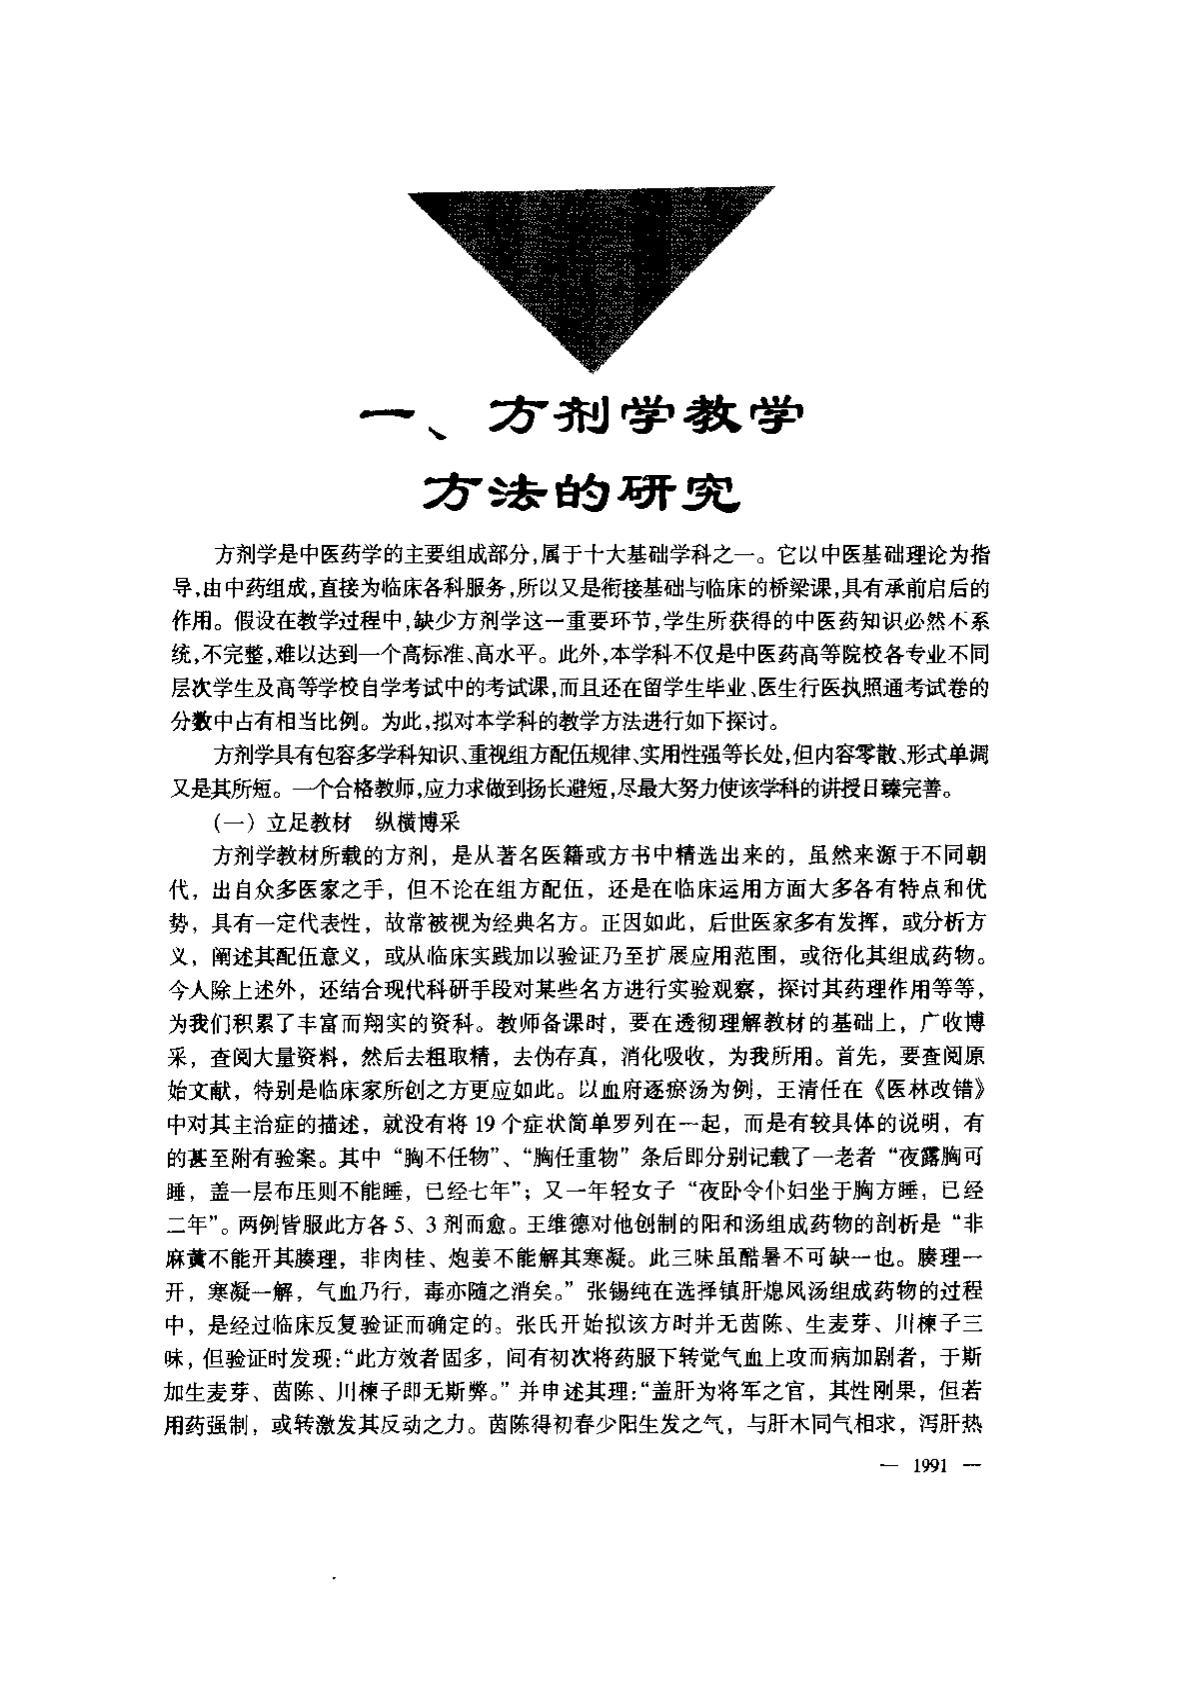 一、方剂学教学
方法的研究
方剂学是中医药学的主要组成部分,属于十大基础学科之一。它以中医基础理论为指
导,由中药组成,直接为临床各科服务,所以又是衔接基础与临床的桥梁课,具有承前启后的
作用。假设在教学过程中,缺少方剂学这一重要环节,学生所获得的中医药知识必然不系
统,不完整,难以达到一个高标准、高水平。此外,本学科不仅是中医药高等院校各专业不同
层次学生及高等学校自学考试中的考试课,而且还在留学生毕业、医生行医执照通考试卷的
分数中占有相当比例。为此,拟对本学科的教学方法进行如下探讨。
方剂学具有包容多学科知识、重视组方配伍规律、实用性强等长处,但内容零散、形式单调
又是其所短。一个合格教师,应力求做到扬长避短,尽最大努力使该学科的讲授日臻完善。
(一) 立足教材　纵横博采
方剂学教材所载的方剂，是从著名医籍或方书中精选出来的，虽然来源于不同朝
代，出自众多医家之手，但不论在组方配伍，还是在临床运用方面大多各有特点和优
势，具有一定代表性，故常被视为经典名方。正因如此，后世医家多有发挥，或分析方
义，阐述其配伍意义，或从临床实践加以验证乃至扩展应用范围，或衍化其组成药物。
今人除上述外，还结合现代科研手段对某些名方进行实验观察，探讨其药理作用等等，
为我们积累了丰富而翔实的资料。教师备课时，要在透彻理解教材的基础上，广收博
采，查阅大量资料，然后去粗取精，去伪存真，消化吸收，为我所用。首先，要查阅原
始文献，特别是临床家所创之方更应如此。以血府逐瘀汤为例，王清任在《医林改错》
中对其主治症的描述，就没有将 19 个症状简单罗列在一起，而是有较具体的说明，有
的甚至附有验案。其中“胸不任物”、“胸任重物”条后即分别记载了一老者“夜露胸可
睡，盖一层布压则不能睡，已经七年”；又一年轻女子“夜卧令仆妇坐于胸方睡，已经
二年”。两例皆服此方各 5、3 剂而愈。王维德对他创制的阳和汤组成药物的剖析是“非
麻黄不能开其腠理，非肉桂、炮姜不能解其寒凝。此三味虽酷暑不可缺一也。腠理一
开，寒凝一解，气血乃行，毒亦随之消矣。”张锡纯在选择镇肝熄风汤组成药物的过程
中，是经过临床反复验证而确定的。张氏开始拟该方时并无茵陈、生麦芽、川楝子三
味，但验证时发现：“此方效者固多，间有初次将药服下转觉气血上攻而病加剧者，于斯
加生麦芽、茵陈、川楝子即无斯弊。”并申述其理：“盖肝为将军之官，其性刚果，但若
用药强制，或转激发其反动之力。茵陈得初春少阳生发之气，与肝木同气相求，泻肝热
— 1991 —